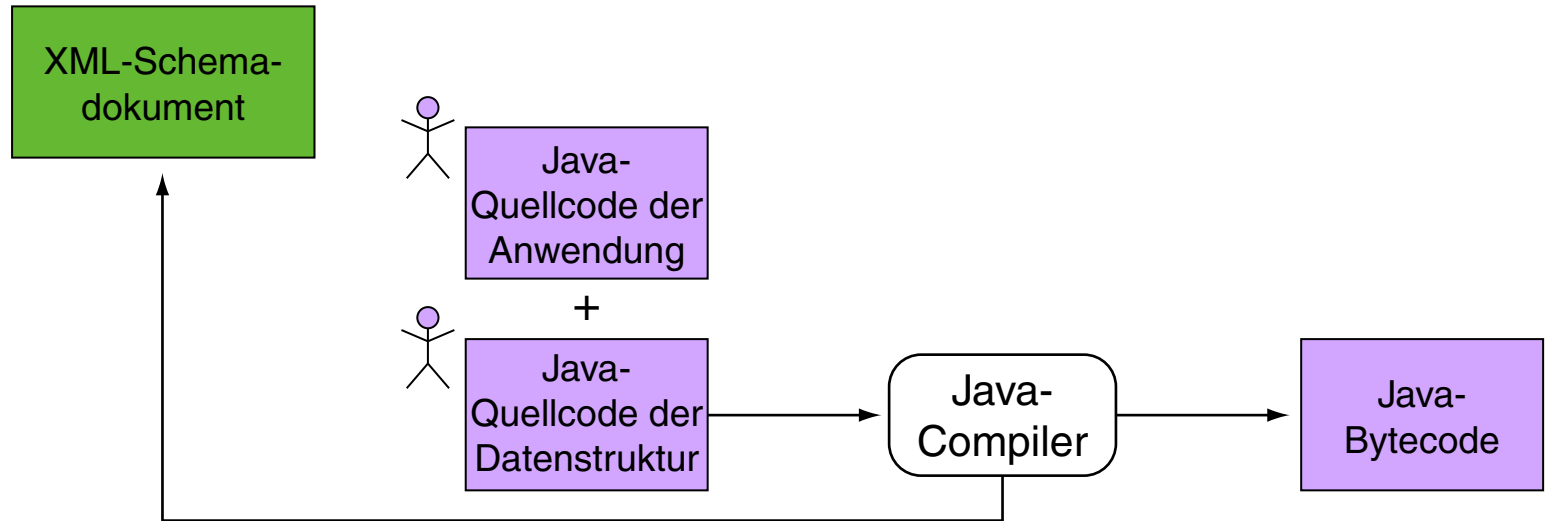 XML-Schema-
dokument
Java-
Quellcode der
Anwendung
+
Java-
Quellcode der
Datenstruktur
Java-
Compiler
Java-
Bytecode